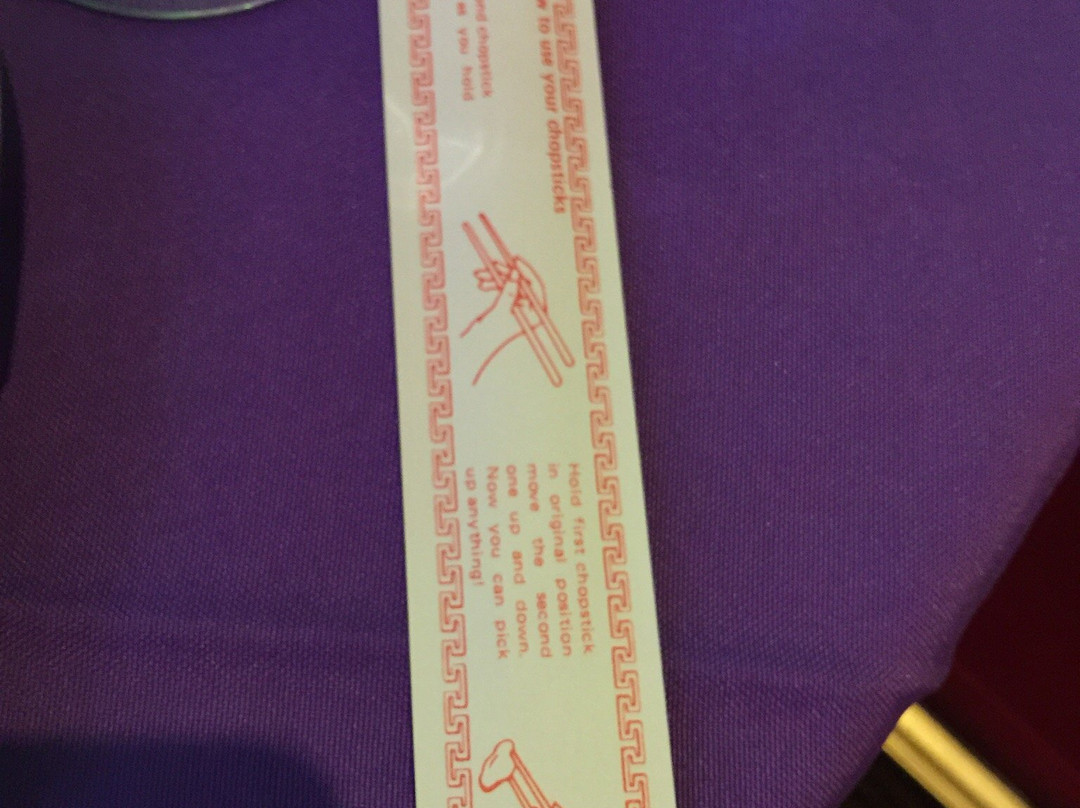 to use your chopsticks
chopstick
you hold
Hold first chopstick
in original position
move the second
one up and down.
Now you can pick
up anything!